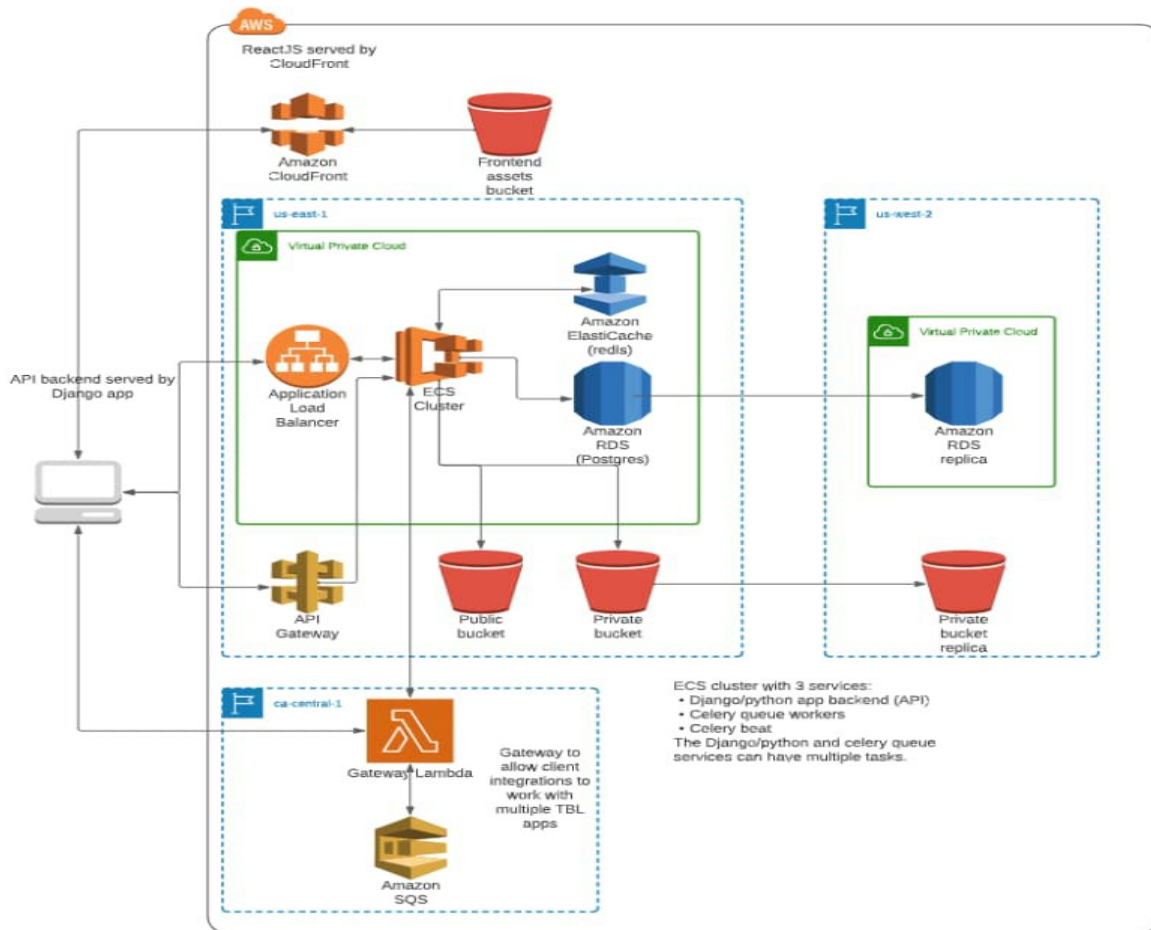 AWS
ReactJS served by
CloudFront
Amazon
CloudFront
Frontend
assets
bucket
us-east-1
us-west-2
Virtual Private Cloud
Amazon
ElastiCache
(redis)
Virtual Private Cloud
API backend served by
Django app
Application
Load
Balancer
ECS
Cluster
Amazon
RDS
(Postgres)
Amazon
RDS
replica
API
Gateway
Public
bucket
Private
bucket
Private
bucket
replica
ca-central-1
Gateway Lambda
Gateway to
allow client
integrations to
work with
multiple TBL
apps
Amazon
SQS
ECS cluster with 3 services:
• Django/python app backend (API)
• Celery queue workers
• Celery beat
The Django/python and celery queue
services can have multiple tasks.